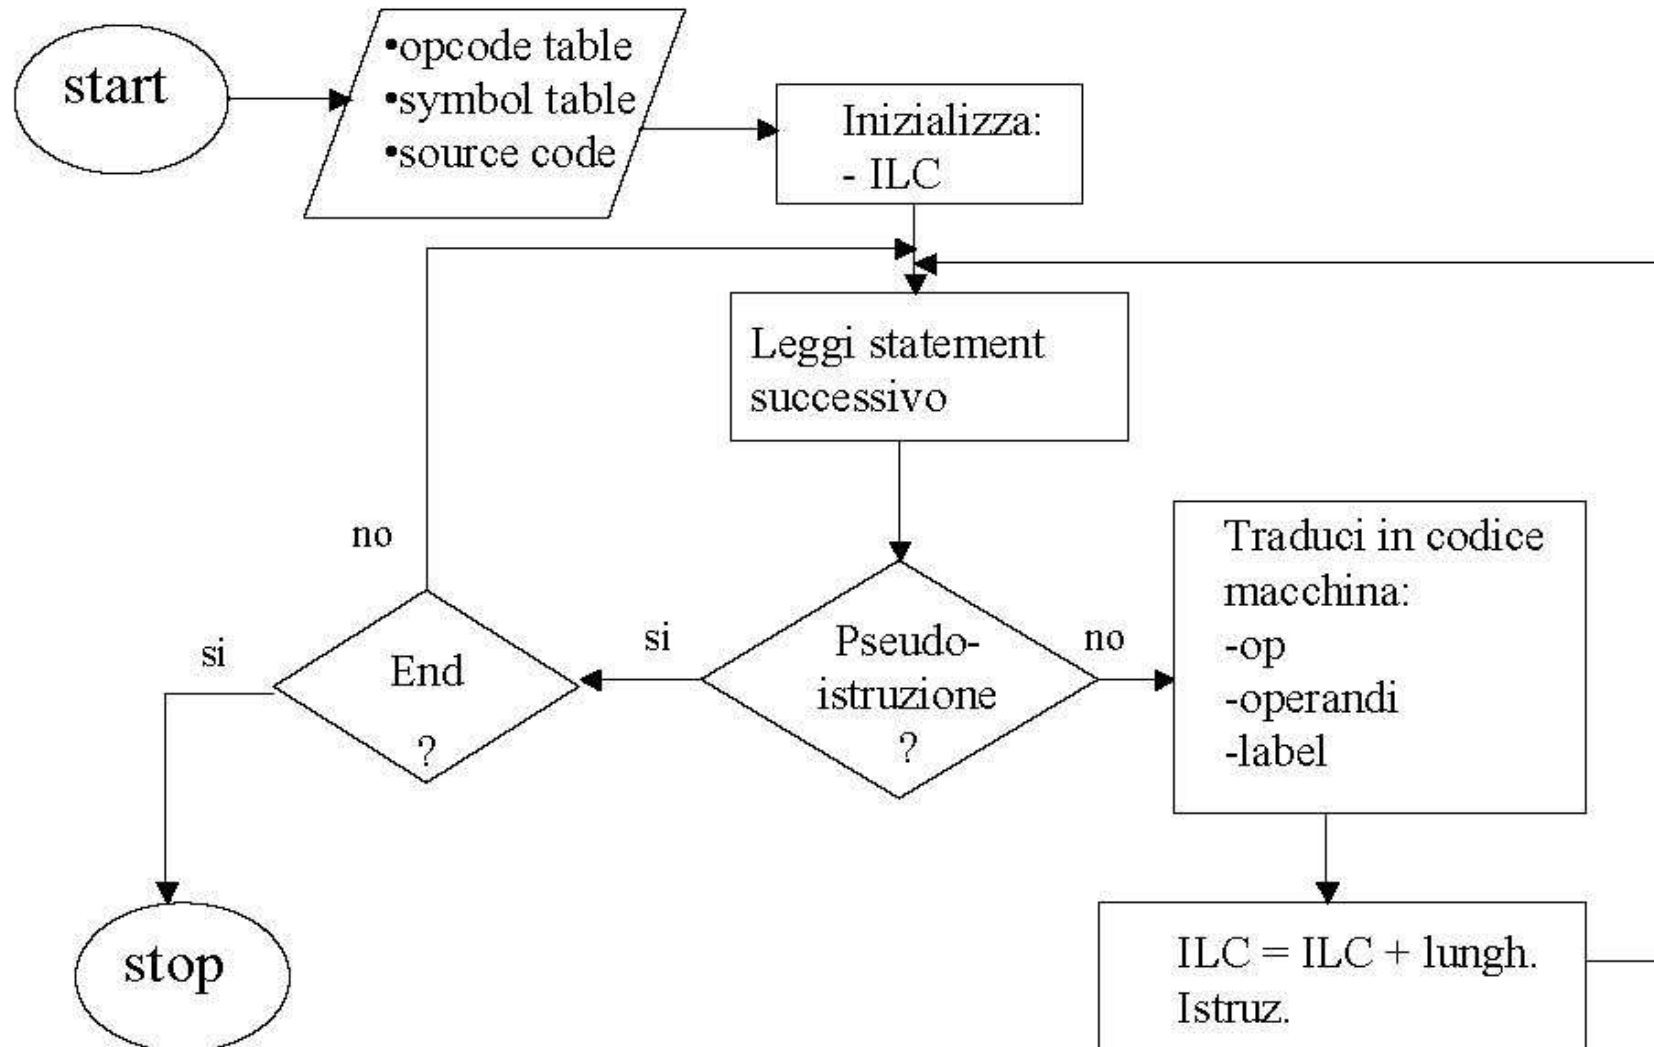 start
•opcode table
•symbol table
•source code
Inizializza:
- ILC
Leggi statement
successivo
no
si
End
?
si
Pseudo-
istruzione
?
no
Traduci in codice
macchina:
-op
-operandi
-label
stop
ILC = ILC + lungh.
Istruz.